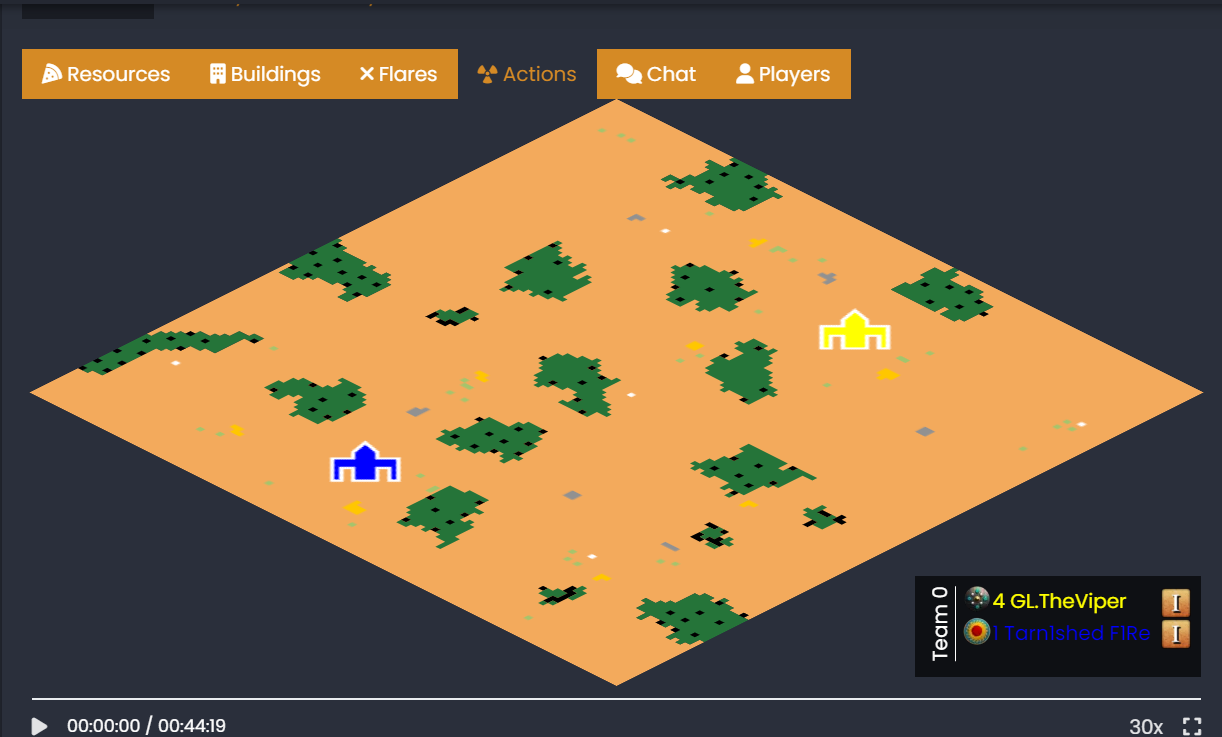 Resources Buildings Flares Actions Chat Players
Team 0
4 GL.TheViper I
1 Tarn1shed F1Re I
00:00:00 / 00:44:19 30x